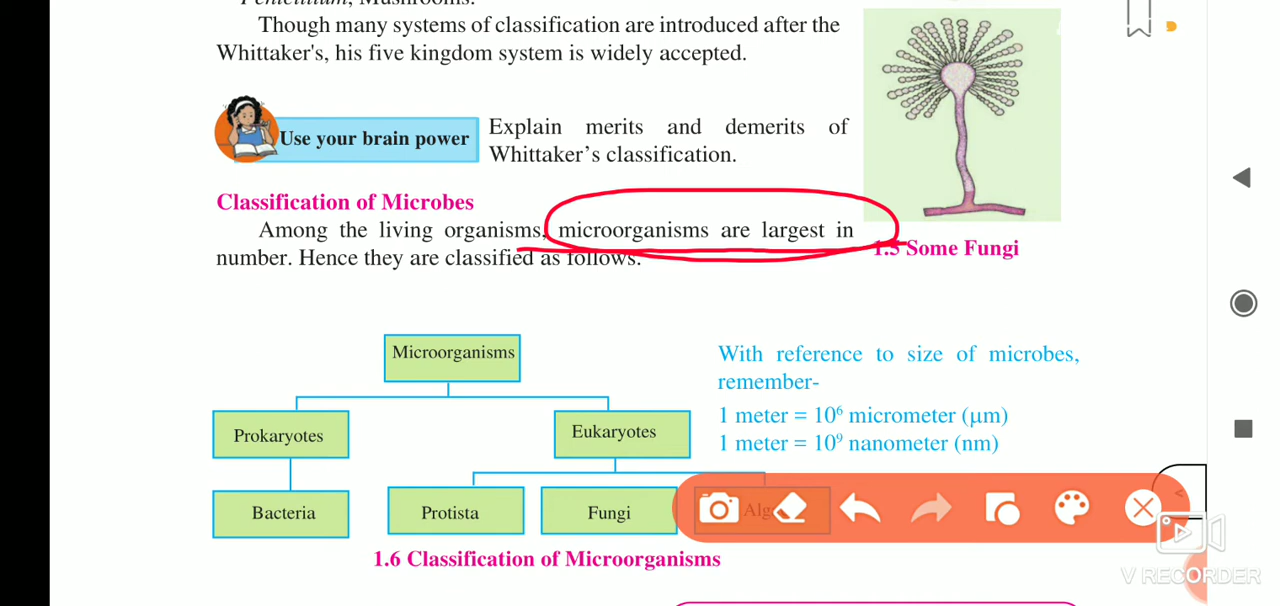 Penicillium, Mushrooms.
Though many systems of classification are introduced after the
Whittaker's, his five kingdom system is widely accepted.
Use your brain power
Explain merits and demerits of
Whittaker's classification.
Classification of Microbes
Among the living organisms, microorganisms are largest in
number. Hence they are classified as follows.
1.5 Some Fungi
Microorganisms
Prokaryotes
Eukaryotes
Bacteria
Protista
Fungi
With reference to size of microbes,
remember-
1 meter = 10⁶ micrometer (μm)
1 meter = 10⁹ nanometer (nm)
1.6 Classification of Microorganisms
V RECORDER